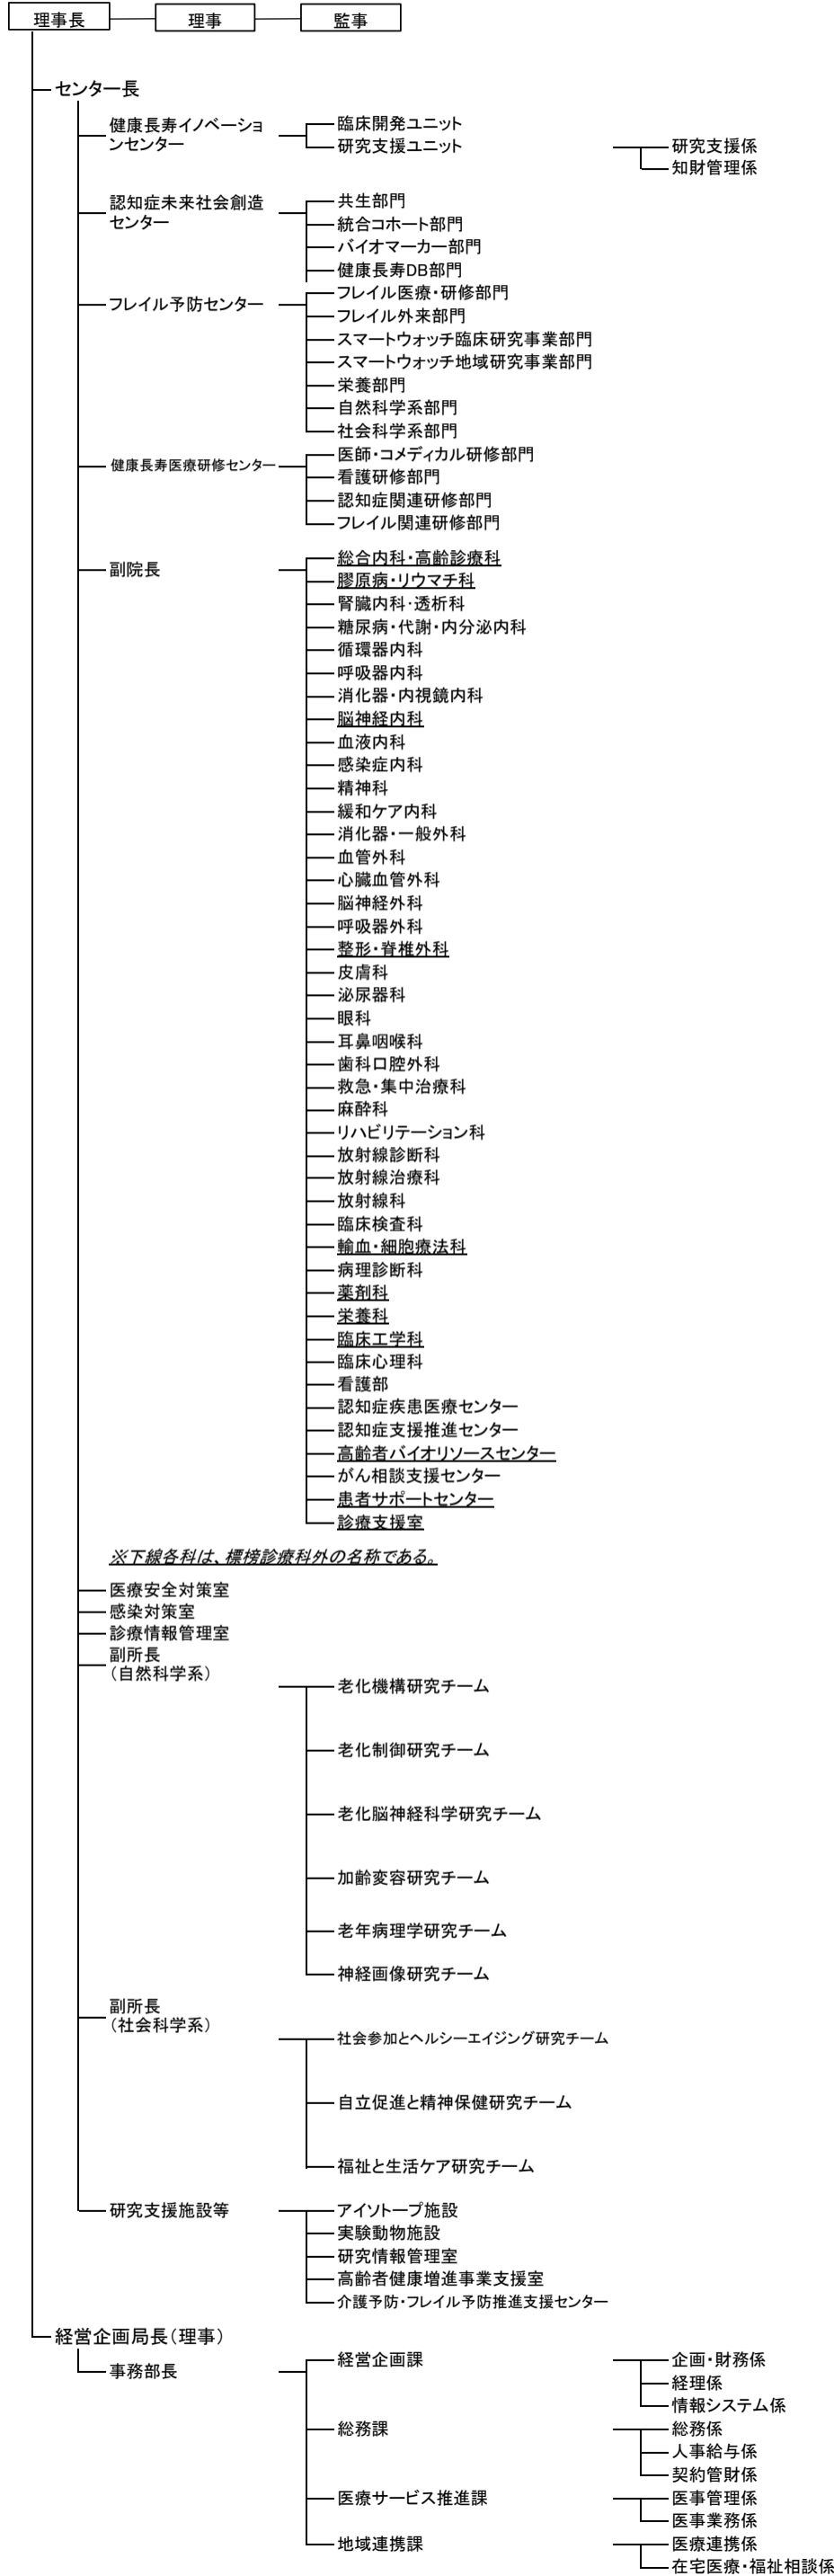 理事長 理事 監事
センター長
健康長寿イノベーショ
ンセンター
臨床開発ユニット
研究支援ユニット
研究支援係
知財管理係
認知症未来社会創造
センター
共生部門
統合コホート部門
バイオマーカー部門
健康長寿DB部門
フレイル予防センター
フレイル医療・研修部門
フレイル外来部門
スマートウォッチ臨床研究事業部門
スマートウォッチ地域研究事業部門
栄養部門
自然科学系部門
社会科学系部門
健康長寿医療研修センター
医師・コメディカル研修部門
看護研修部門
認知症関連研修部門
フレイル関連研修部門
副院長
総合内科・高齢診療科
膠原病・リウマチ科
腎臓内科・透析科
糖尿病・代謝・内分泌内科
循環器内科
呼吸器内科
消化器・内視鏡内科
脳神経内科
血液内科
感染症内科
精神科
緩和ケア内科
消化器・一般外科
血管外科
心臓血管外科
脳神経外科
呼吸器外科
整形・脊椎外科
皮膚科
泌尿器科
眼科
耳鼻咽喉科
歯科口腔外科
救急・集中治療科
麻酔科
リハビリテーション科
放射線診断科
放射線治療科
放射線科
臨床検査科
輸血・細胞療法科
病理診断科
薬剤科
栄養科
臨床工学科
臨床心理科
看護部
認知症疾患医療センター
認知症支援推進センター
高齢者バイオリソースセンター
がん相談支援センター
患者サポートセンター
診療支援室
※下線各科は、標榜診療科外の名称である。
医療安全対策室
感染対策室
診療情報管理室
副所長
（自然科学系）
老化機構研究チーム
老化制御研究チーム
老化脳神経科学研究チーム
加齢変容研究チーム
老年病理学研究チーム
神経画像研究チーム
副所長
（社会科学系）
社会参加とヘルシーエイジング研究チーム
自立促進と精神保健研究チーム
福祉と生活ケア研究チーム
研究支援施設等
アイソトープ施設
実験動物施設
研究情報管理室
高齢者健康増進事業支援室
介護予防・フレイル予防推進支援センター
経営企画局長（理事）
事務部長
経営企画課
企画・財務係
経理係
情報システム係
総務課
総務係
人事給与係
契約管財係
医療サービス推進課
医事管理係
医事業務係
地域連携課
医療連携係
在宅医療・福祉相談係